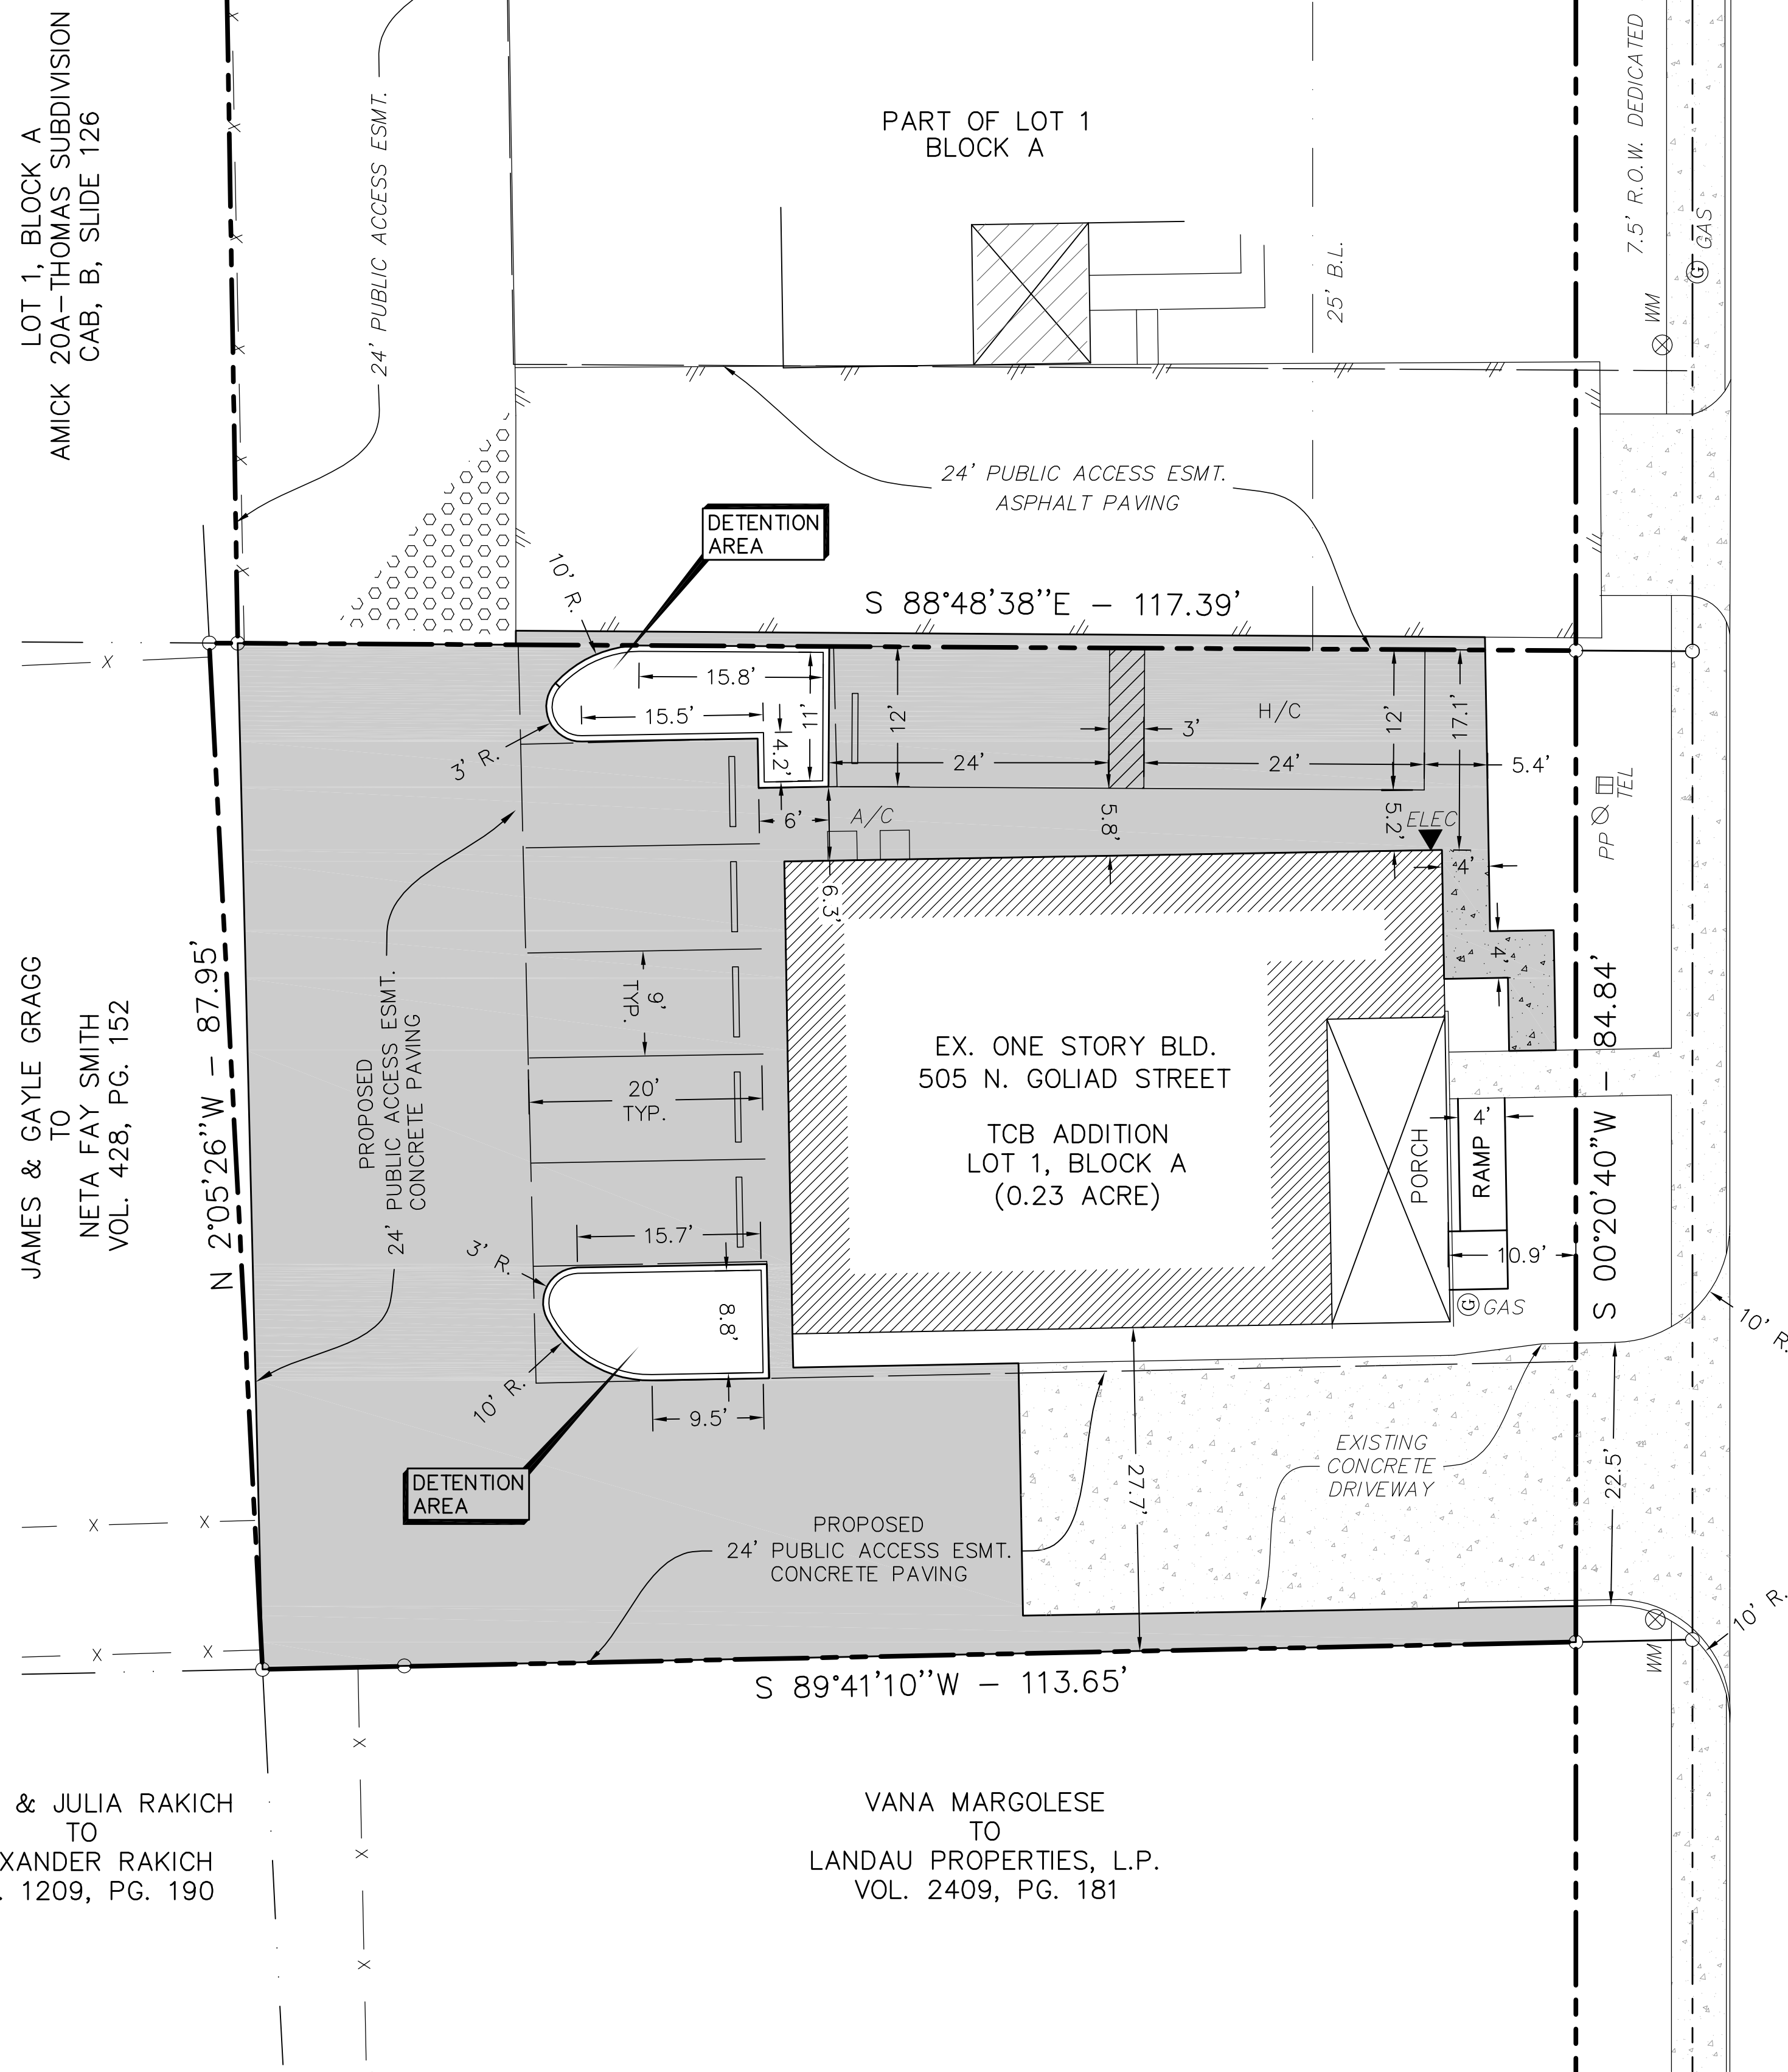 LOT 1, BLOCK A
AMICK 20A-THOMAS SUBDIVISION
CAB, B, SLIDE 126
24' PUBLIC ACCESS ESMT.
PART OF LOT 1
BLOCK A
25' B.L.
7.5' R.O.W. DEDICATED
GAS
G
WM
24' PUBLIC ACCESS ESMT.
ASPHALT PAVING
DETENTION
AREA
10' R.
S 88°48'38"E - 117.39'
15.8'
15.5'
11'
4.2'
3' R.
12'
3'
H/C
12'
17.1'
24'
24'
5.4'
6'
A/C
5.8'
5.2'
ELEC
4'
6.3'
4'
PP
TEL
N 2°05'26"W - 87.95'
JAMES & GAYLE GRAGG
TO
NETA FAY SMITH
VOL. 428, PG. 152
PROPOSED
24' PUBLIC ACCESS ESMT.
CONCRETE PAVING
9'
TYP.
20'
TYP.
EX. ONE STORY BLD.
505 N. GOLIAD STREET
TCB ADDITION
LOT 1, BLOCK A
(0.23 ACRE)
PORCH
RAMP
4'
10.9'
G GAS
S 00°20'40"W - 84.84'
15.7'
3' R.
8.8'
10' R.
9.5'
10' R.
DETENTION
AREA
PROPOSED
24' PUBLIC ACCESS ESMT.
CONCRETE PAVING
27.7'
EXISTING
CONCRETE
DRIVEWAY
22.5'
10' R.
WM
S 89°41'10"W - 113.65'
& JULIA RAKICH
TO
XANDER RAKICH
. 1209, PG. 190
VANA MARGOLESE
TO
LANDAU PROPERTIES, L.P.
VOL. 2409, PG. 181